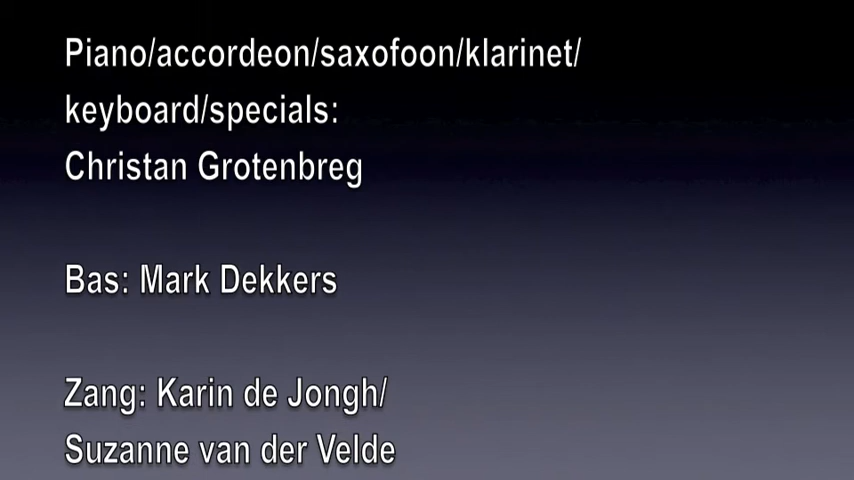 Piano/accordeon/saxofoon/klarinet/
keyboard/specials:
Christan Grotenbreg
Bas: Mark Dekkers
Zang: Karin de Jongh/
Suzanne van der Velde